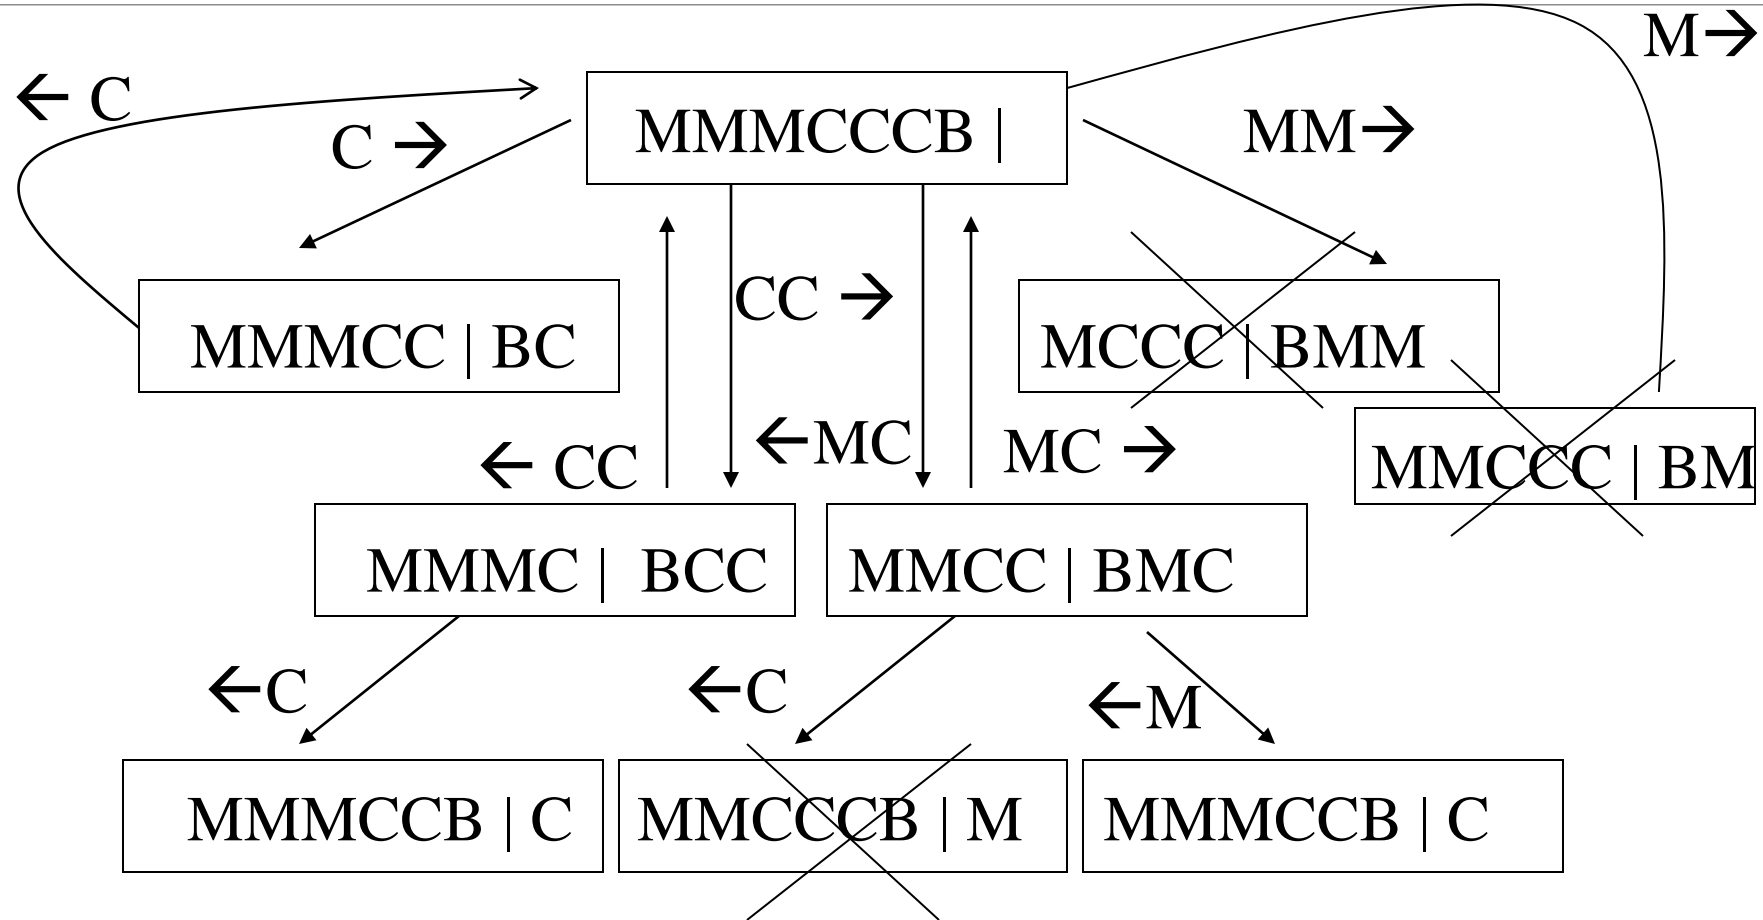 M→
← C
C →
MMMCCCB |
MM→
CC →
MMMCC | BC
MCCC | BMM
← CC
←MC
MC →
MMCCC | BM
MMMC | BCC
MMCC | BMC
←C
←C
←M
MMMCCB | C
MMCCCB | M
MMMCCB | C